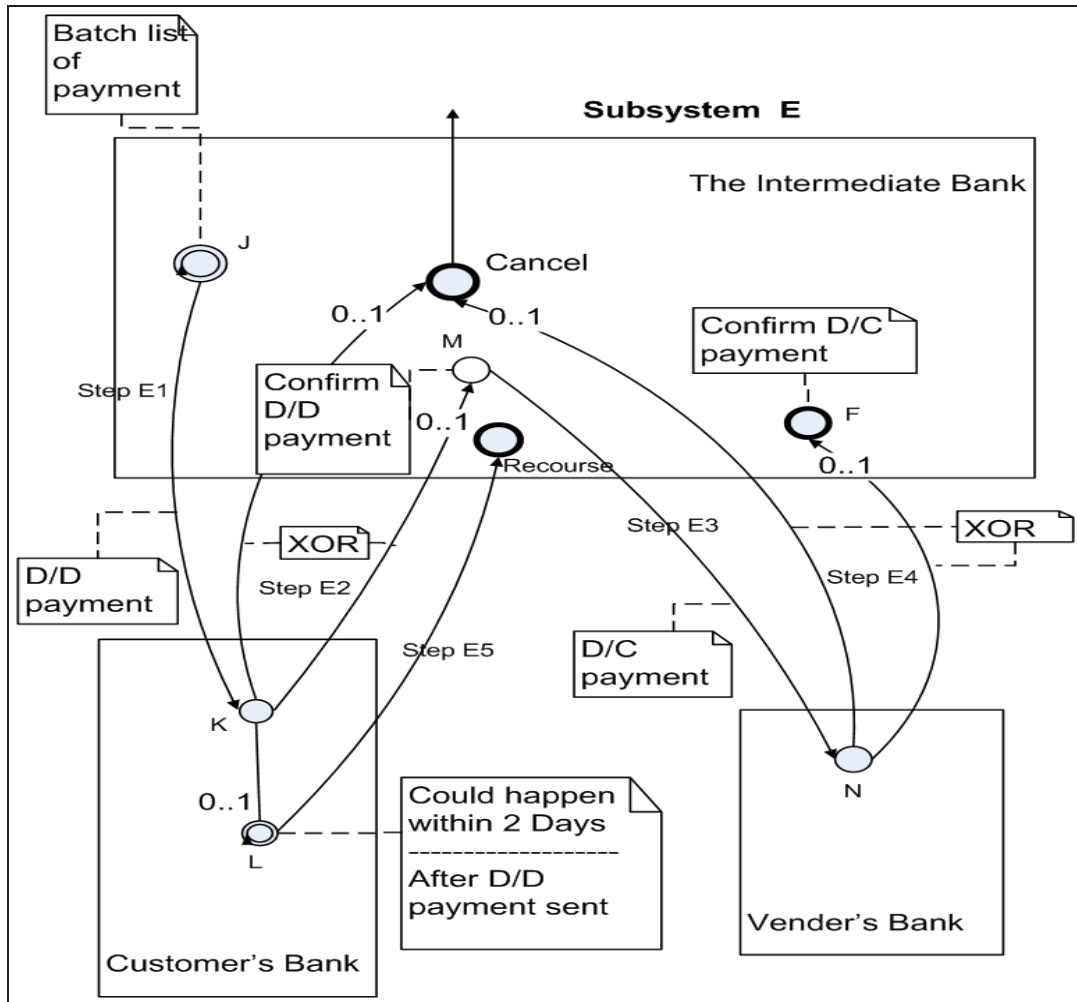 Batch list
of
payment
Subsystem E
The Intermediate Bank
J
Cancel
0..1
0..1
M
Confirm D/C
payment
Step E1
Confirm
D/D
payment
0..1
F
Recourse
0..1
Step E3
XOR
XOR
D/D
payment
Step E2
Step E4
Step E5
D/C
payment
K
0..1
L
N
Could happen
within 2 Days
-------------------
After D/D
payment sent
Vender's Bank
Customer's Bank